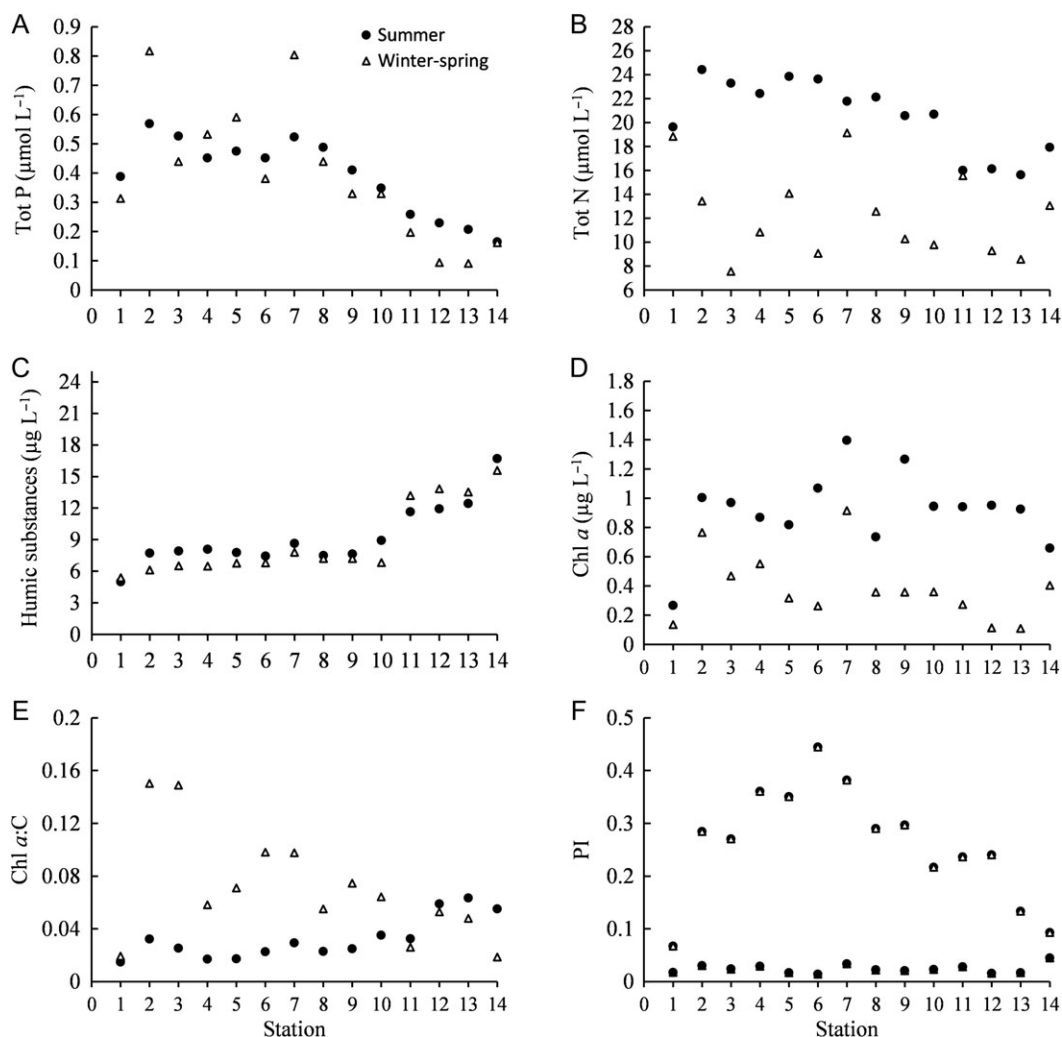 A
Tot P (μmol L⁻¹)
0.9
0.8
0.7
0.6
0.5
0.4
0.3
0.2
0.1
0
Summer
Winter-spring
0 1 2 3 4 5 6 7 8 9 10 11 12 13 14
B
Tot N (μmol L⁻¹)
28
26
24
22
20
18
16
14
12
10
8
6
0 1 2 3 4 5 6 7 8 9 10 11 12 13 14
C
Humic substances (μg L⁻¹)
24
21
18
15
12
9
6
3
0
0 1 2 3 4 5 6 7 8 9 10 11 12 13 14
D
Chl a (μg L⁻¹)
1.8
1.6
1.4
1.2
1
0.8
0.6
0.4
0.2
0
0 1 2 3 4 5 6 7 8 9 10 11 12 13 14
E
Chl a:C
0.2
0.16
0.12
0.08
0.04
0
0 1 2 3 4 5 6 7 8 9 10 11 12 13 14
Station
F
PI
0.5
0.4
0.3
0.2
0.1
0
0 1 2 3 4 5 6 7 8 9 10 11 12 13 14
Station